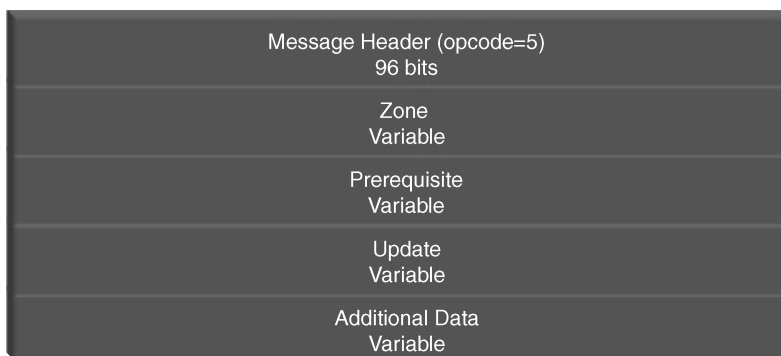 Message Header (opcode=5)
96 bits
Zone
Variable
Prerequisite
Variable
Update
Variable
Additional Data
Variable